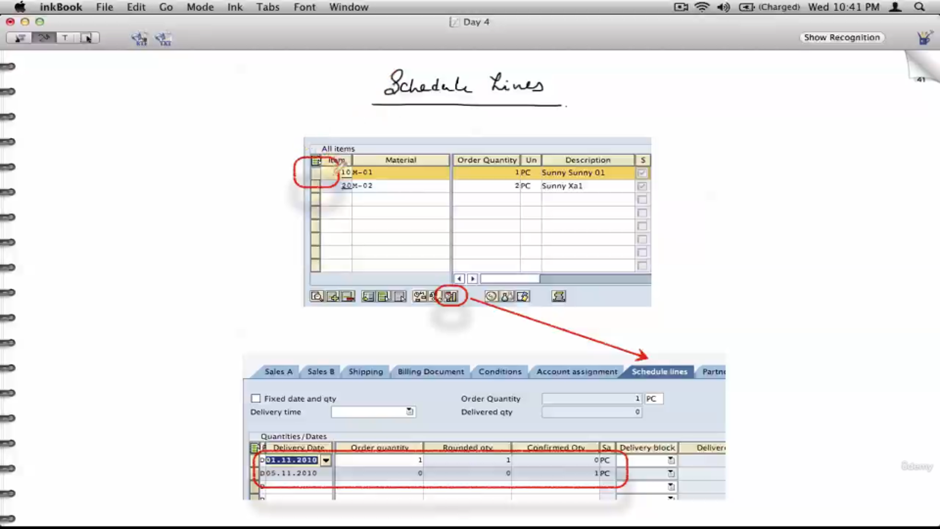 inkBook File Edit Go Mode Ink Tabs Font Window (Charged) Wed 10:41 PM
Day 4
T Show Recognition
41
Schedule Lines
All items
Item Material Order Quantity Un Description S
10 M-01 1 PC Sunny Sunny 01
20 M-02 2 PC Sunny Xa1
Sales A Sales B Shipping Billing Document Conditions Account assignment Schedule lines Partn
Fixed date and qty Order Quantity 1 PC
Delivery time Delivered qty 0
Quantities/Dates
Delivery Date Order quantity Rounded qty Confirmed Qty Sa Delivery block Deliver
D 01.11.2010 1 1 0 PC
D 05.11.2010 0 0 1 PC
Udemy